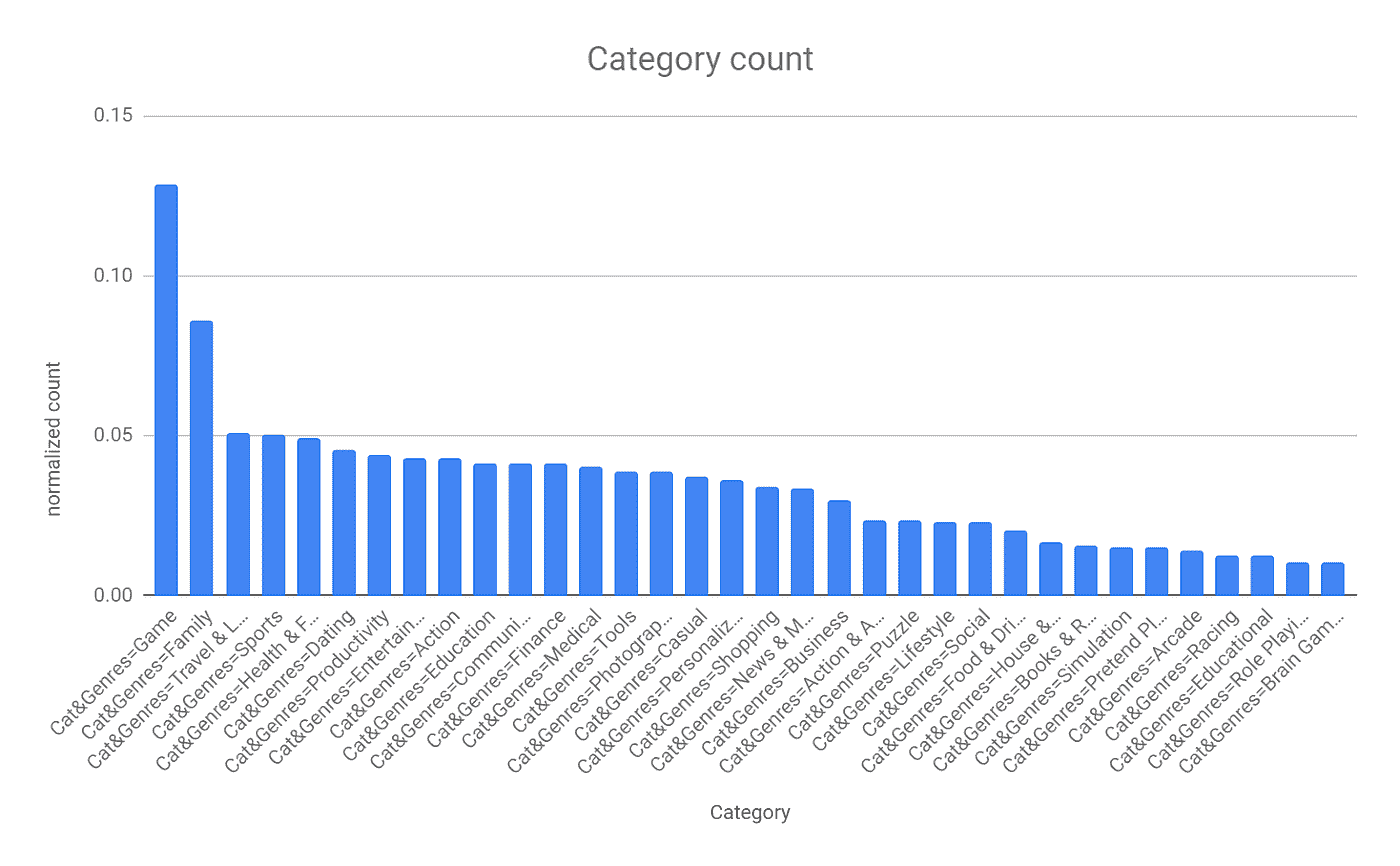 Category count
0.15
0.10
0.05
0.00
normalized count
Cat&Genres=Game
Cat&Genres=Family
Cat&Genres=Travel & L...
Cat&Genres=Sports
Cat&Genres=Health & F...
Cat&Genres=Dating
Cat&Genres=Productivity
Cat&Genres=Entertain...
Cat&Genres=Action
Cat&Genres=Education
Cat&Genres=Communi...
Cat&Genres=Finance
Cat&Genres=Medical
Cat&Genres=Tools
Cat&Genres=Photograp...
Cat&Genres=Casual
Cat&Genres=Personaliz...
Cat&Genres=Shopping
Cat&Genres=News & M...
Cat&Genres=Business
Cat&Genres=Action & A...
Cat&Genres=Puzzle
Cat&Genres=Lifestyle
Cat&Genres=Social
Cat&Genres=Food & Dri...
Cat&Genres=House &...
Cat&Genres=Books & R...
Cat&Genres=Simulation
Cat&Genres=Pretend Pl...
Cat&Genres=Arcade
Cat&Genres=Racing
Cat&Genres=Educational
Cat&Genres=Role Playi...
Cat&Genres=Brain Gam...
Category